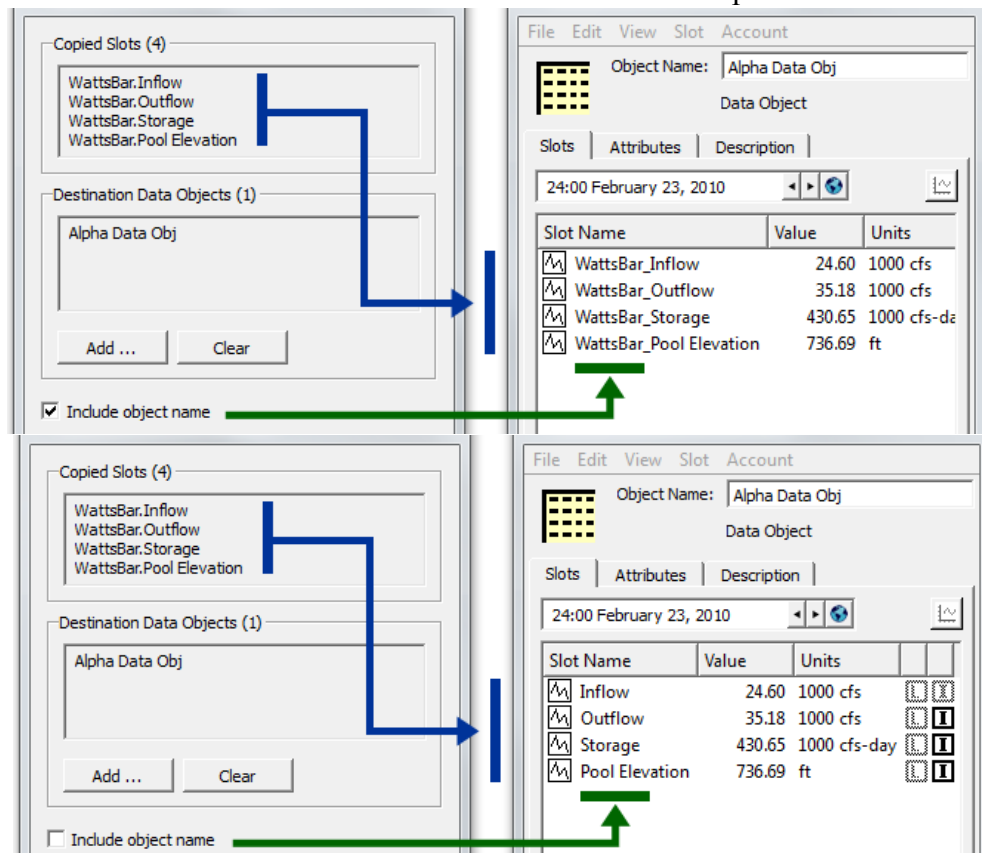 Copied Slots (4)
WattsBar.Inflow
WattsBar.Outflow
WattsBar.Storage
WattsBar.Pool Elevation
Destination Data Objects (1)
Alpha Data Obj
Add ... Clear
Include object name
File Edit View Slot Account
Object Name: Alpha Data Obj
Data Object
Slots Attributes Description
24:00 February 23, 2010
Slot Name Value Units
WattsBar_Inflow 24.60 1000 cfs
WattsBar_Outflow 35.18 1000 cfs
WattsBar_Storage 430.65 1000 cfs-da
WattsBar_Pool Elevation 736.69 ft
Copied Slots (4)
WattsBar.Inflow
WattsBar.Outflow
WattsBar.Storage
WattsBar.Pool Elevation
Destination Data Objects (1)
Alpha Data Obj
Add ... Clear
Include object name
File Edit View Slot Account
Object Name: Alpha Data Obj
Data Object
Slots Attributes Description
24:00 February 23, 2010
Slot Name Value Units
Inflow 24.60 1000 cfs
Outflow 35.18 1000 cfs I
Storage 430.65 1000 cfs-day I
Pool Elevation 736.69 ft I